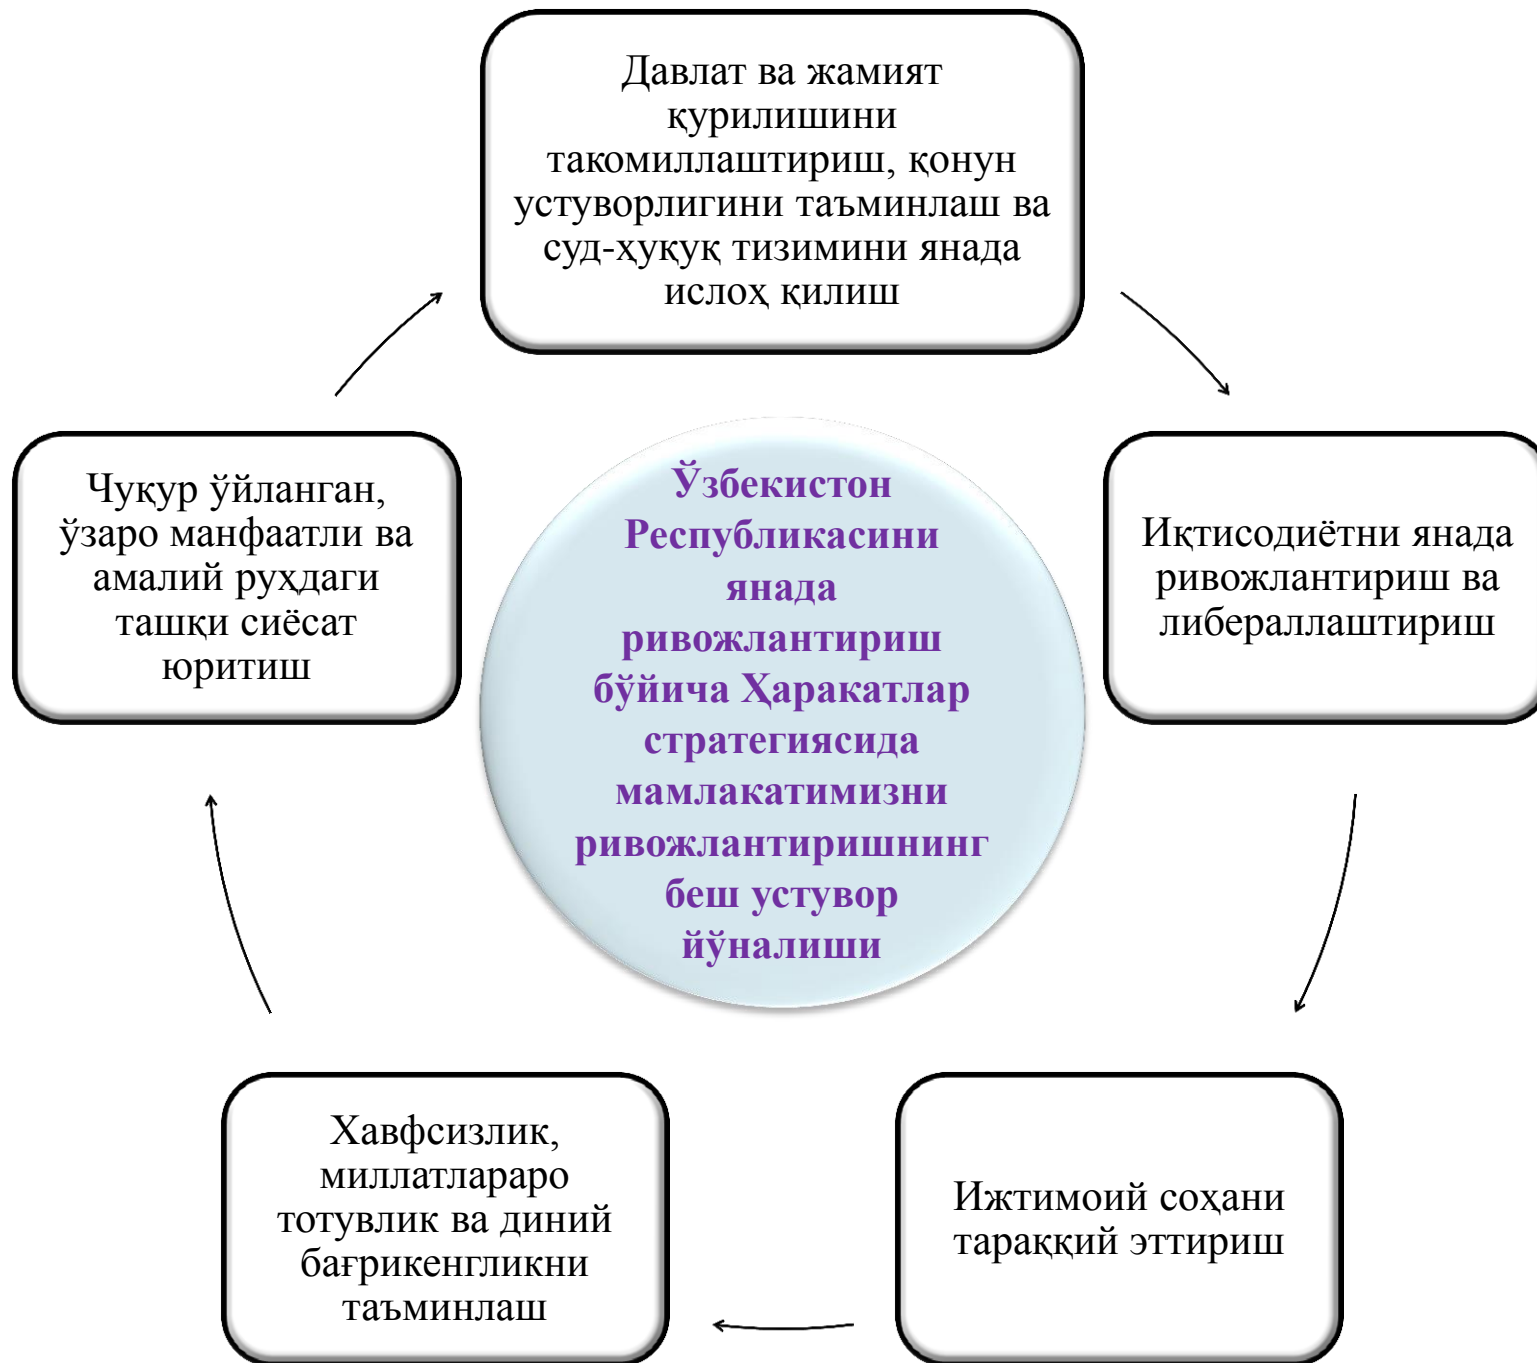 Давлат ва жамият
қурилишини
такомиллаштириш, қонун
устуворлигини таъминлаш ва
суд-ҳуқуқ тизимини янада
ислоҳ қилиш
Чуқур ўйланган,
ўзаро манфаатли ва
амалий руҳдаги
ташқи сиёсат
юритиш
Ўзбекистон
Республикасини
янада
ривожлантириш
бўйича Ҳаракатлар
стратегиясида
мамлакатимизни
ривожлантиришнинг
беш устувор
йўналиши
Иқтисодиётни янада
ривожлантириш ва
либераллаштириш
Хавфсизлик,
миллатлараро
тотувлик ва диний
бағрикенгликни
таъминлаш
Ижтимоий соҳани
тараққий эттириш